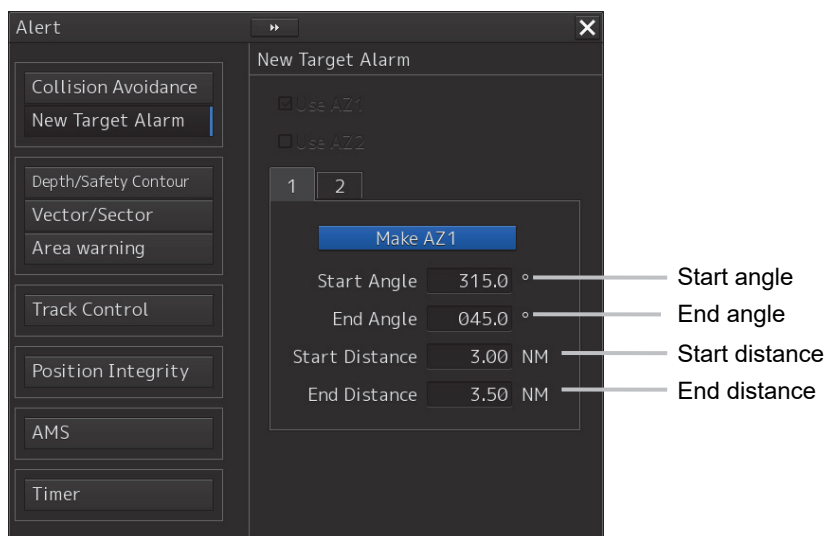 Alert
New Target Alarm
Collision Avoidance
New Target Alarm
Depth/Safety Contour
Vector/Sector
Area warning
Track Control
Position Integrity
AMS
Timer
Use AZ1
Use AZ2
1 2
Make AZ1
Start Angle 315.0 ° Start angle
End Angle 045.0 ° End angle
Start Distance 3.00 NM Start distance
End Distance 3.50 NM End distance